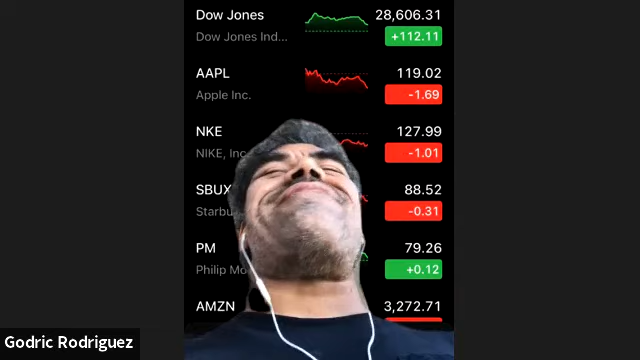 Dow Jones 28,606.31
Dow Jones Ind... +112.11
AAPL 119.02
Apple Inc. -1.69
NKE 127.99
NIKE, Inc -1.01
SBUX 88.52
Starbu -0.31
PM 79.26
Philip Mo +0.12
AMZN 3,272.71
Godric Rodriguez